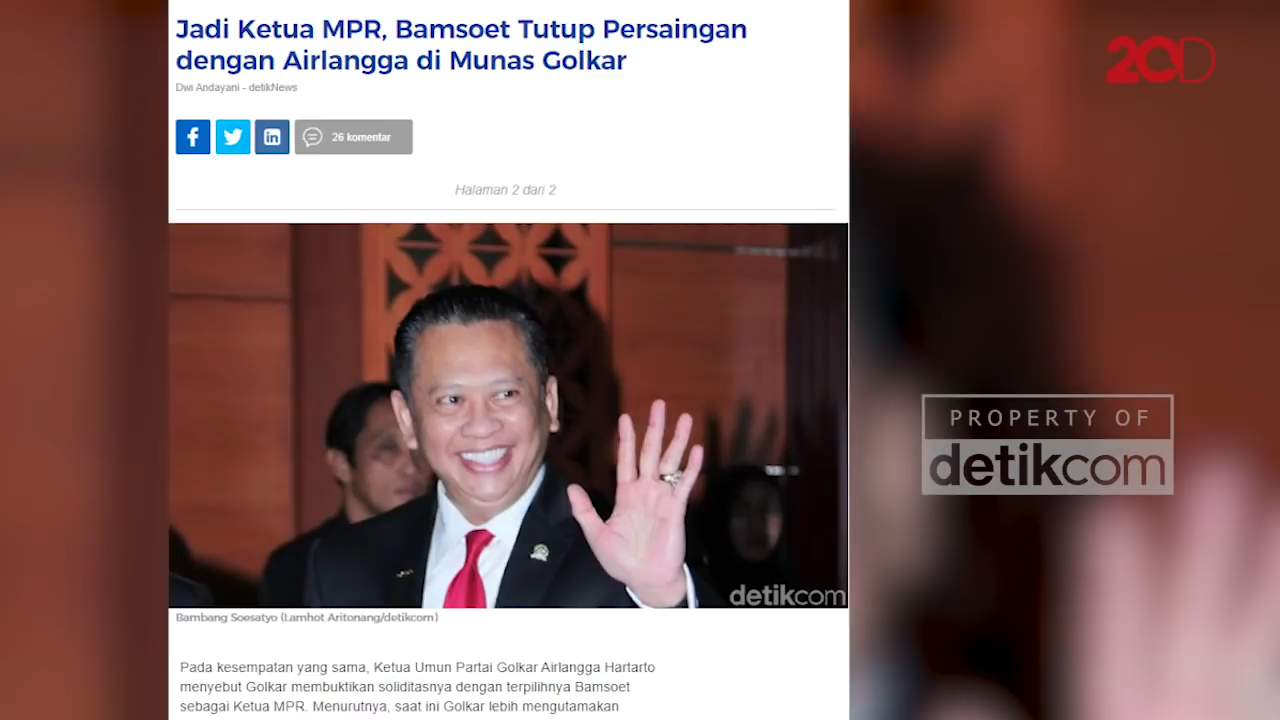 Jadi Ketua MPR, Bamsoet Tutup Persaingan
dengan Airlangga di Munas Golkar
20D
Dwi Andayani - detikNews
26 komentar
Halaman 2 dari 2
PROPERTY OF
detikcom
detikcom
Bambang Soesatyo (Lamhot Aritonang/detikcom)
Pada kesempatan yang sama, Ketua Umun Partai Golkar Airlangga Hartarto
menyebut Golkar membuktikan soliditasnya dengan terpilihnya Bamsoet
sebagai Ketua MPR. Menurutnya, saat ini Golkar lebih mengutamakan